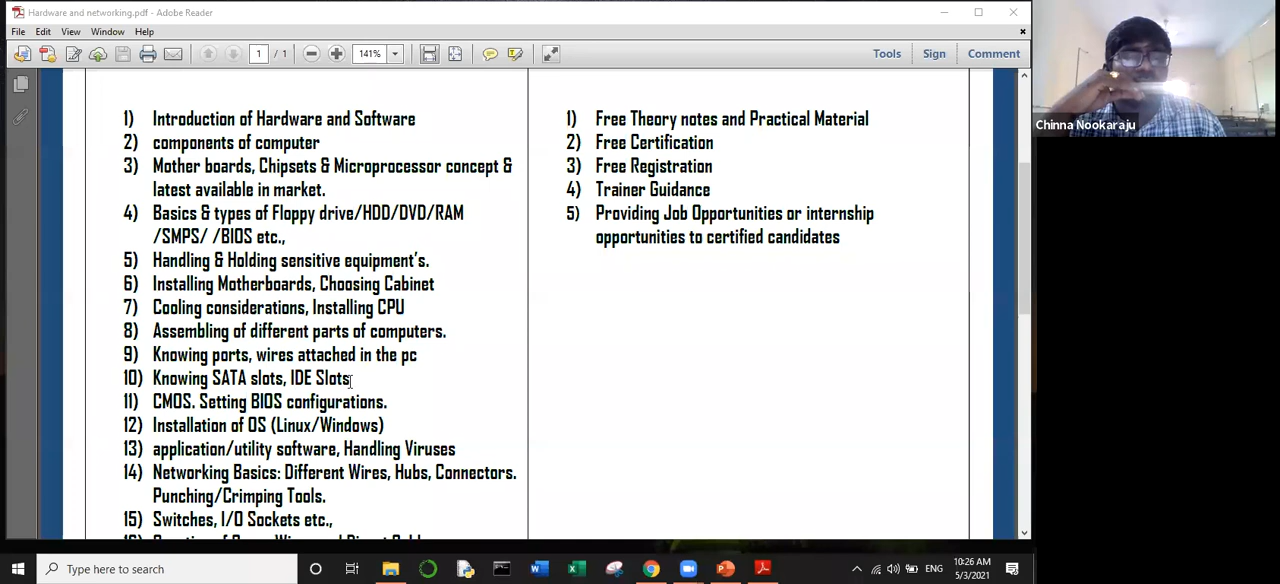 Hardware and networking.pdf - Adobe Reader
File Edit View Window Help
1 / 1 141% Tools Sign Comment
1) Introduction of Hardware and Software
2) components of computer
3) Mother boards, Chipsets & Microprocessor concept &
latest available in market.
4) Basics & types of Floppy drive/HDD/DVD/RAM
/SMPS/ /BIOS etc.,
5) Handling & Holding sensitive equipment's.
6) Installing Motherboards, Choosing Cabinet
7) Cooling considerations, Installing CPU
8) Assembling of different parts of computers.
9) Knowing ports, wires attached in the pc
10) Knowing SATA slots, IDE Slots
11) CMOS. Setting BIOS configurations.
12) Installation of OS (Linux/Windows)
13) application/utility software, Handling Viruses
14) Networking Basics: Different Wires, Hubs, Connectors.
Punching/Crimping Tools.
15) Switches, I/O Sockets etc.,
1) Free Theory notes and Practical Material
2) Free Certification
3) Free Registration
4) Trainer Guidance
5) Providing Job Opportunities or internship
opportunities to certified candidates
Chinna Nookaraju
Type here to search
ENG
10:26 AM
5/3/2021